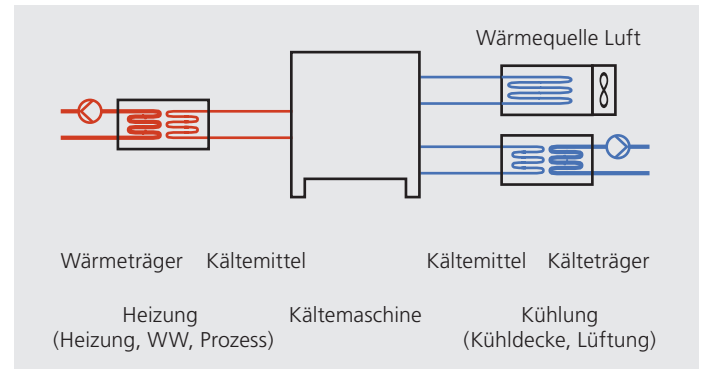 Wärmequelle Luft
Wärmeträger Kältemittel Kältemittel Kälteträger
Heizung Kältemaschine Kühlung
(Heizung, WW, Prozess) (Kühldecke, Lüftung)